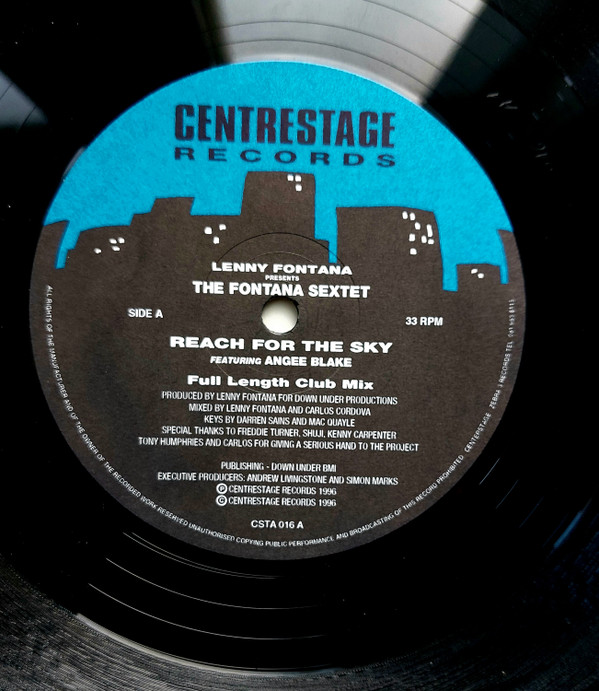 CENTRESTAGE
RECORDS
LENNY FONTANA
PRESENTS
THE FONTANA SEXTET
SIDE A
33 RPM
REACH FOR THE SKY
FEATURING ANGEE BLAKE
Full Length Club Mix
PRODUCED BY LENNY FONTANA FOR DOWN UNDER PRODUCTIONS
MIXED BY LENNY FONTANA AND CARLOS CORDOVA
KEYS BY DARREN SAINS AND MAC QUAYLE
SPECIAL THANKS TO FREDDIE TURNER, SHUJI, KENNY CARPENTER
TONY HUMPHRIES AND CARLOS FOR GIVING A SERIOUS HAND TO THE PROJECT
PUBLISHING - DOWN UNDER BMI
EXECUTIVE PRODUCERS: ANDREW LIVINGSTONE AND SIMON MARKS
Ⓟ CENTRESTAGE RECORDS 1996
© CENTRESTAGE RECORDS 1996
CSTA 016 A
ALL RIGHTS OF THE MANUFACTURER AND OF THE OWNER OF THE RECORDED WORK RESERVED UNAUTHORISED COPYING PUBLIC PERFORMANCE AND BROADCASTING OF THIS RECORD PROHIBITED CENTERSTAGE ZEBRA 3 RECORDS TEL